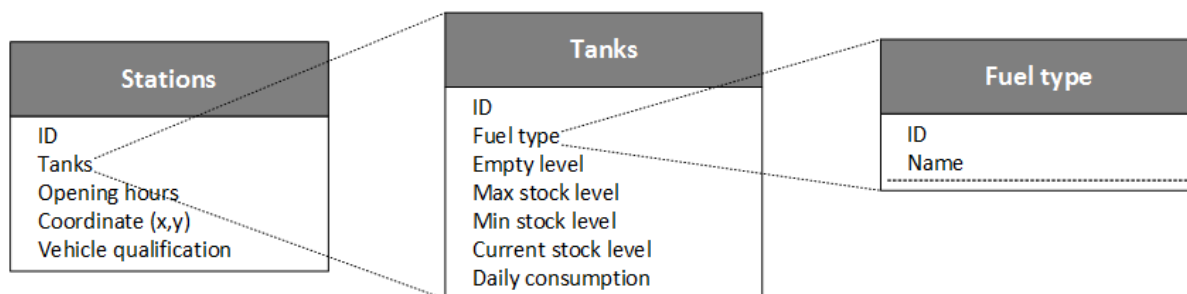 Stations
ID
Tanks
Opening hours
Coordinate (x,y)
Vehicle qualification
Tanks
ID
Fuel type
Empty level
Max stock level
Min stock level
Current stock level
Daily consumption
Fuel type
ID
Name